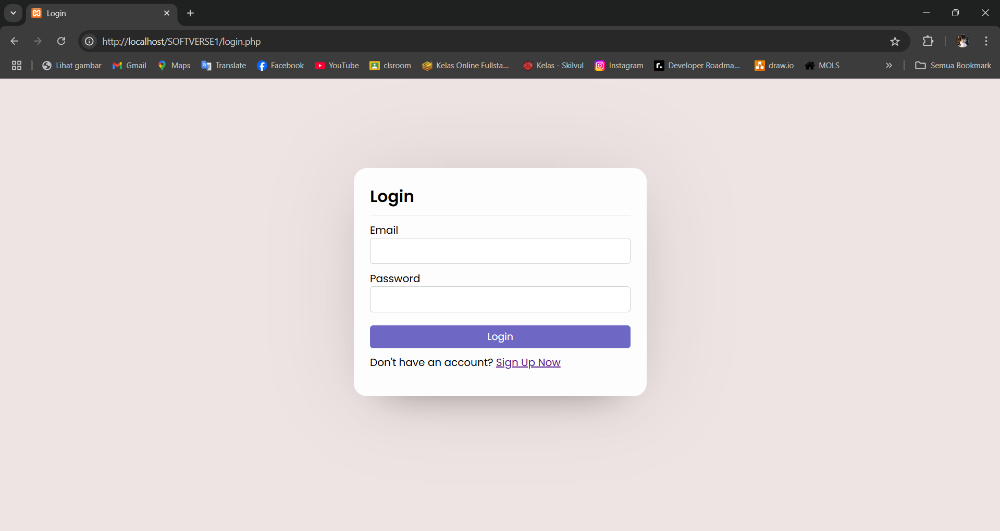 Login
http://localhost/SOFTVERSE1/login.php
Lihat gambar Gmail Maps Translate Facebook YouTube clsroom Kelas Online Fullsta... Kelas - Skilvul Instagram Developer Roadma... draw.io MOLS » Semua Bookmark
Login
Email
Password
Login
Don't have an account? Sign Up Now